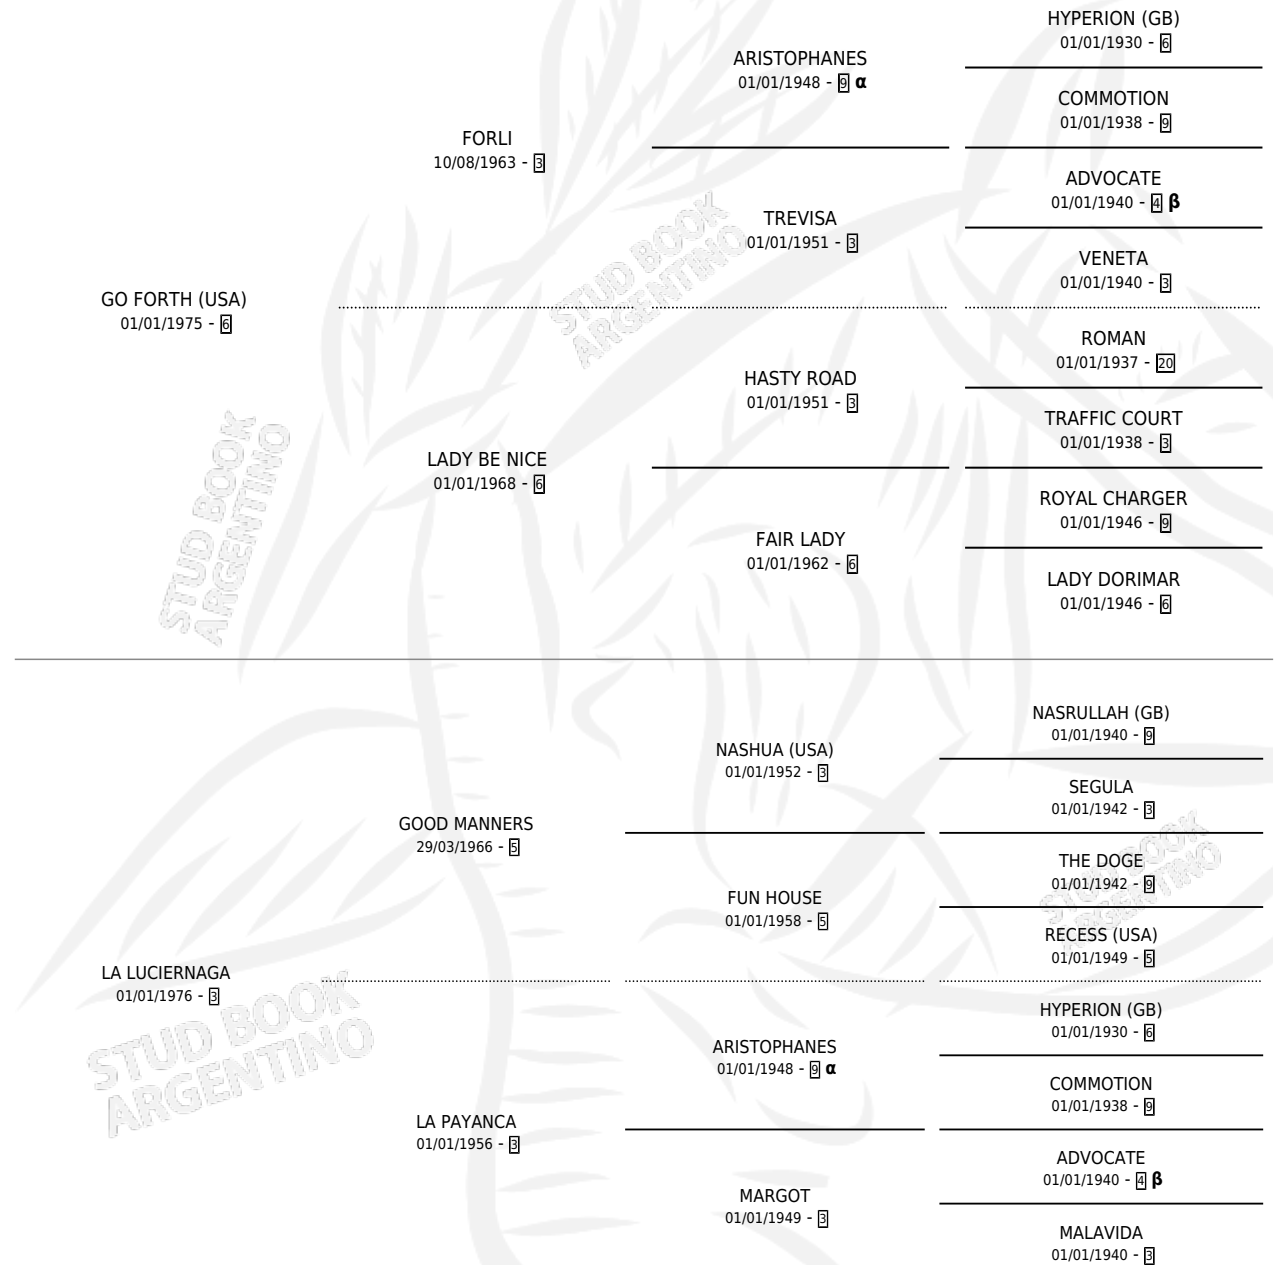 HYPERION (GB)
01/01/1930 - 6
ARISTOPHANES
01/01/1948 - 9 α
COMMOTION
01/01/1938 - 9
FORLI
10/08/1963 - 3
ADVOCATE
01/01/1940 - 4 β
TREVISA
01/01/1951 - 3
VENETA
01/01/1940 - 3
GO FORTH (USA)
01/01/1975 - 6
ROMAN
01/01/1937 - 20
HASTY ROAD
01/01/1951 - 3
TRAFFIC COURT
01/01/1938 - 3
LADY BE NICE
01/01/1968 - 6
ROYAL CHARGER
01/01/1946 - 9
FAIR LADY
01/01/1962 - 6
LADY DORIMAR
01/01/1946 - 6
NASRULLAH (GB)
01/01/1940 - 9
NASHUA (USA)
01/01/1952 - 3
SEGULA
01/01/1942 - 3
GOOD MANNERS
29/03/1966 - 5
THE DOGE
01/01/1942 - 9
FUN HOUSE
01/01/1958 - 5
RECESS (USA)
01/01/1949 - 5
LA LUCIERNAGA
01/01/1976 - 3
HYPERION (GB)
01/01/1930 - 6
ARISTOPHANES
01/01/1948 - 9 α
COMMOTION
01/01/1938 - 9
LA PAYANCA
01/01/1956 - 3
ADVOCATE
01/01/1940 - 4 β
MARGOT
01/01/1949 - 3
MALAVIDA
01/01/1940 - 3
STUD BOOK
ARGENTINO
STUD BOOK
ARGENTINO
STUD BOOK
ARGENTINO
STUD BOOK
ARGENTINO